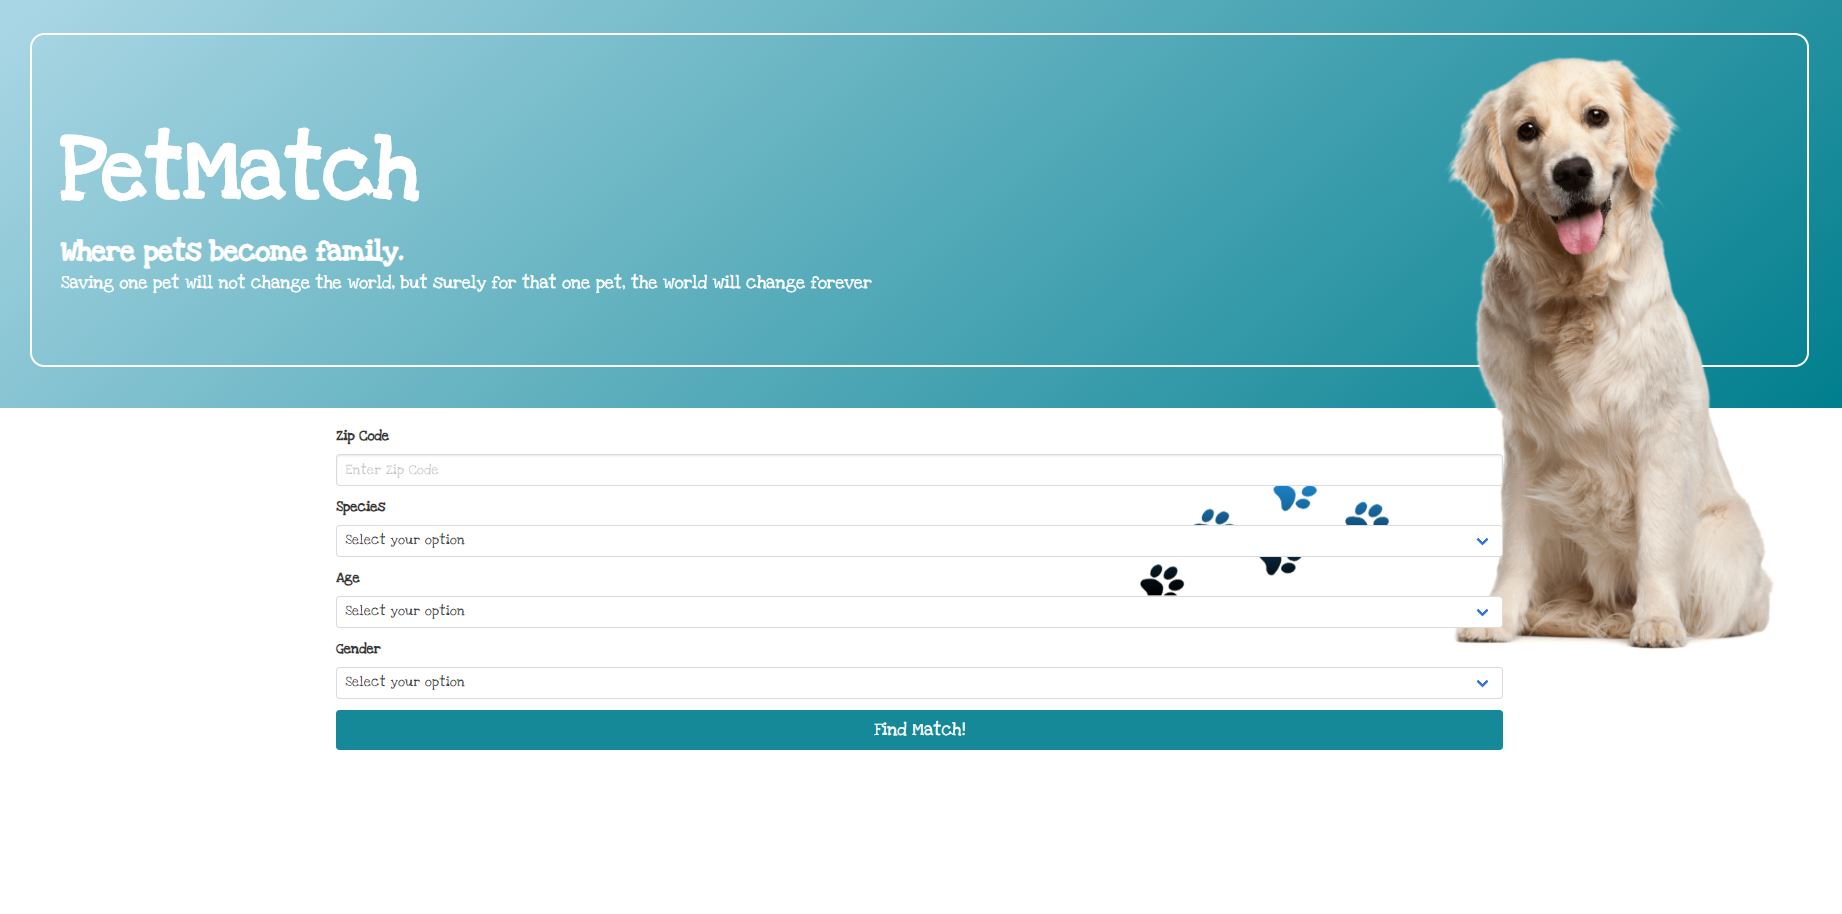 PetMatch
Where pets become family.
Saving one pet will not change the world, but surely for that one pet, the world will change forever
Zip Code
Enter Zip Code
Species
Select your option
Age
Select your option
Gender
Select your option
Find Match!